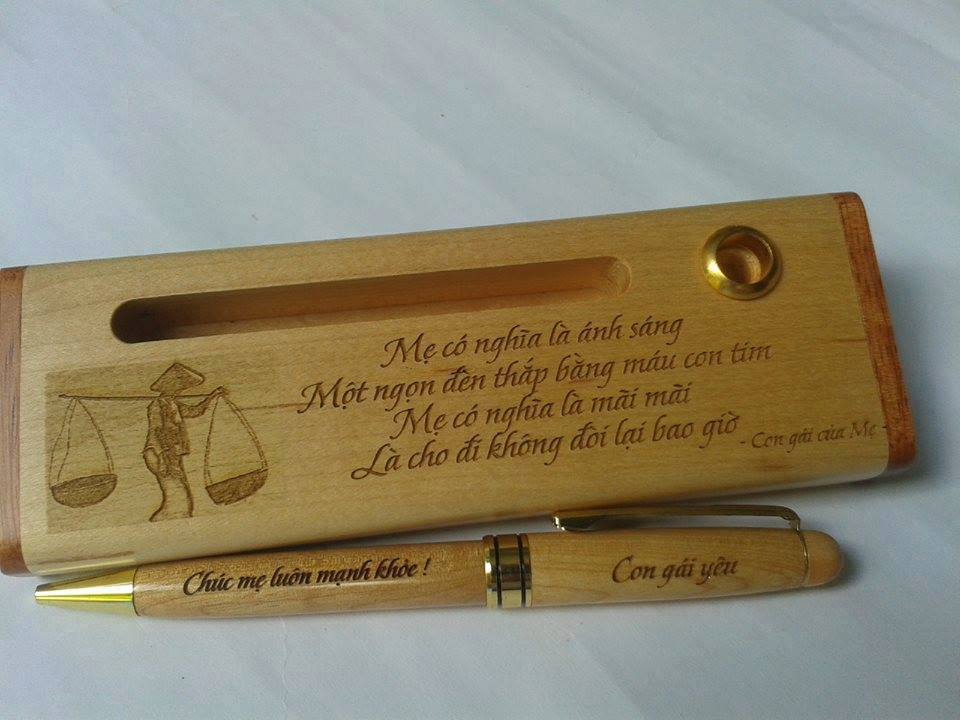 Mẹ có nghĩa là ánh sáng
Một ngọn đèn thắp bằng máu con tim
Mẹ có nghĩa là mãi mãi
Là cho đi không đòi lại bao giờ
- Con gái của Mẹ -
Chúc mẹ luôn mạnh khỏe !
Con gái yêu